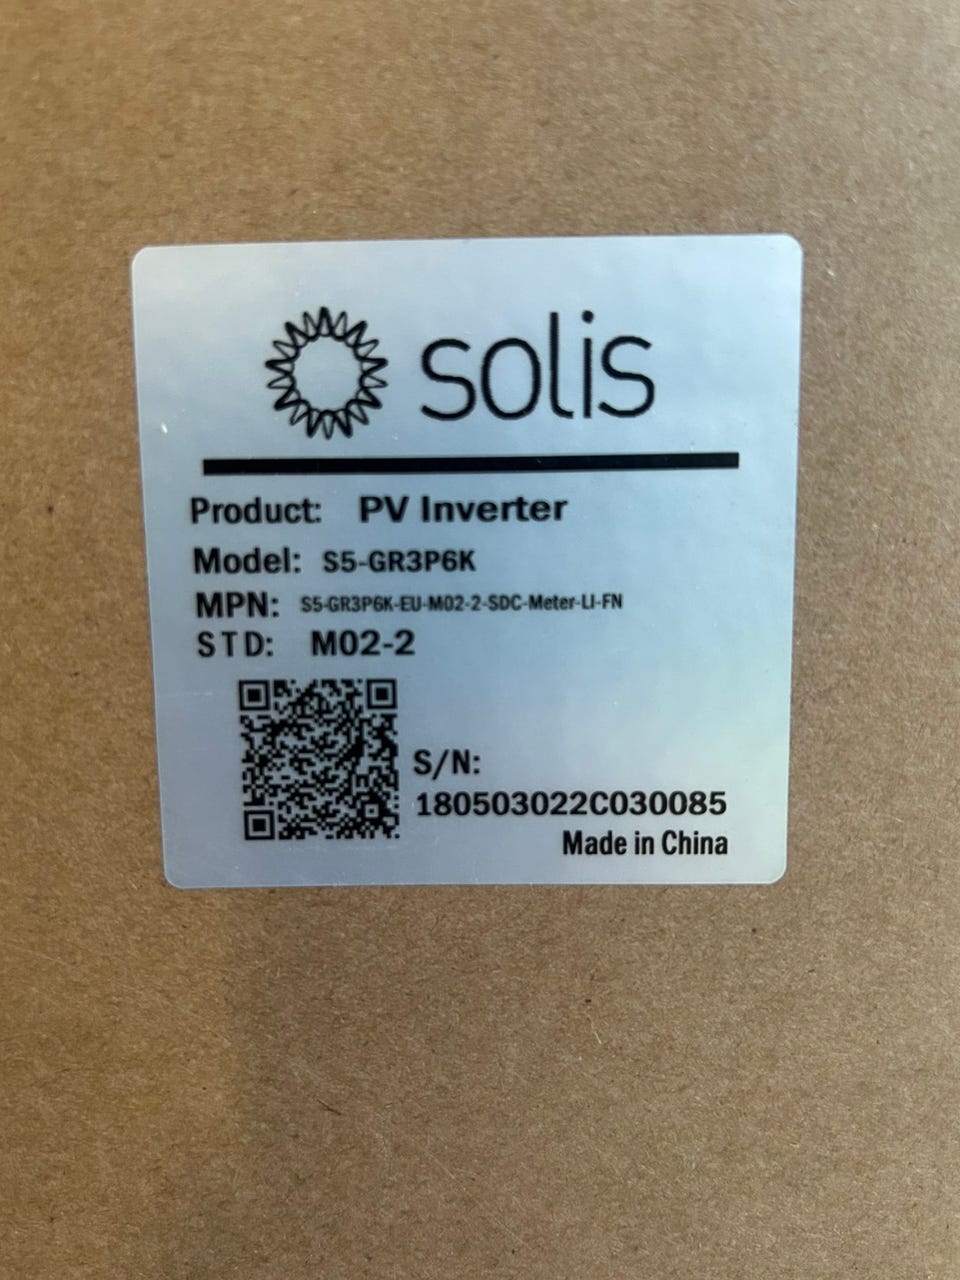 solis
Product: PV Inverter
Model: S5-GR3P6K
MPN: S5-GR3P6K-EU-M02-2-SDC-Meter-LI-FN
STD: M02-2
S/N:
180503022C030085
Made in China